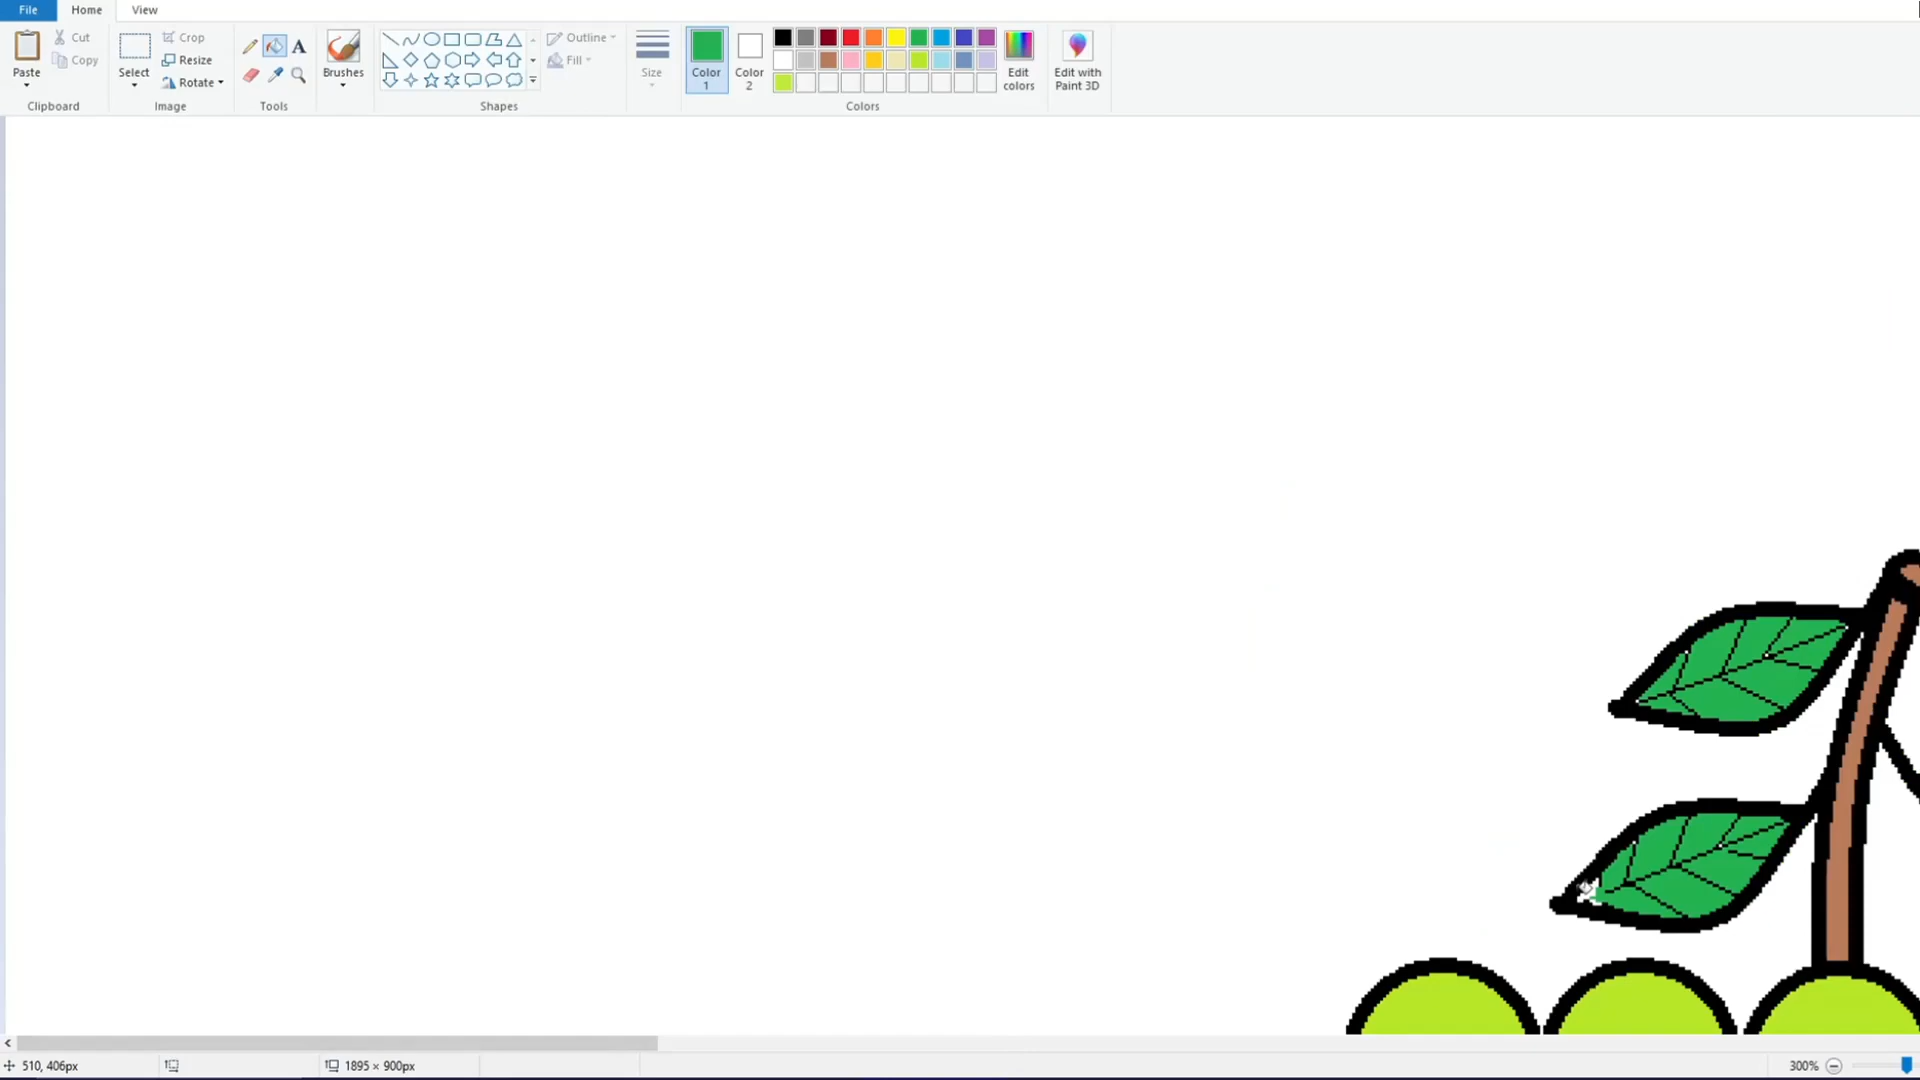 File Home View
Paste
Cut
Copy
Clipboard
Select
Crop
Resize
Rotate
Image
A
Tools
Brushes
Shapes
Outline
Fill
Size
Color
1
Color
2
Colors
Edit
colors
Edit with
Paint 3D
510, 406px
1895 × 900px
300%